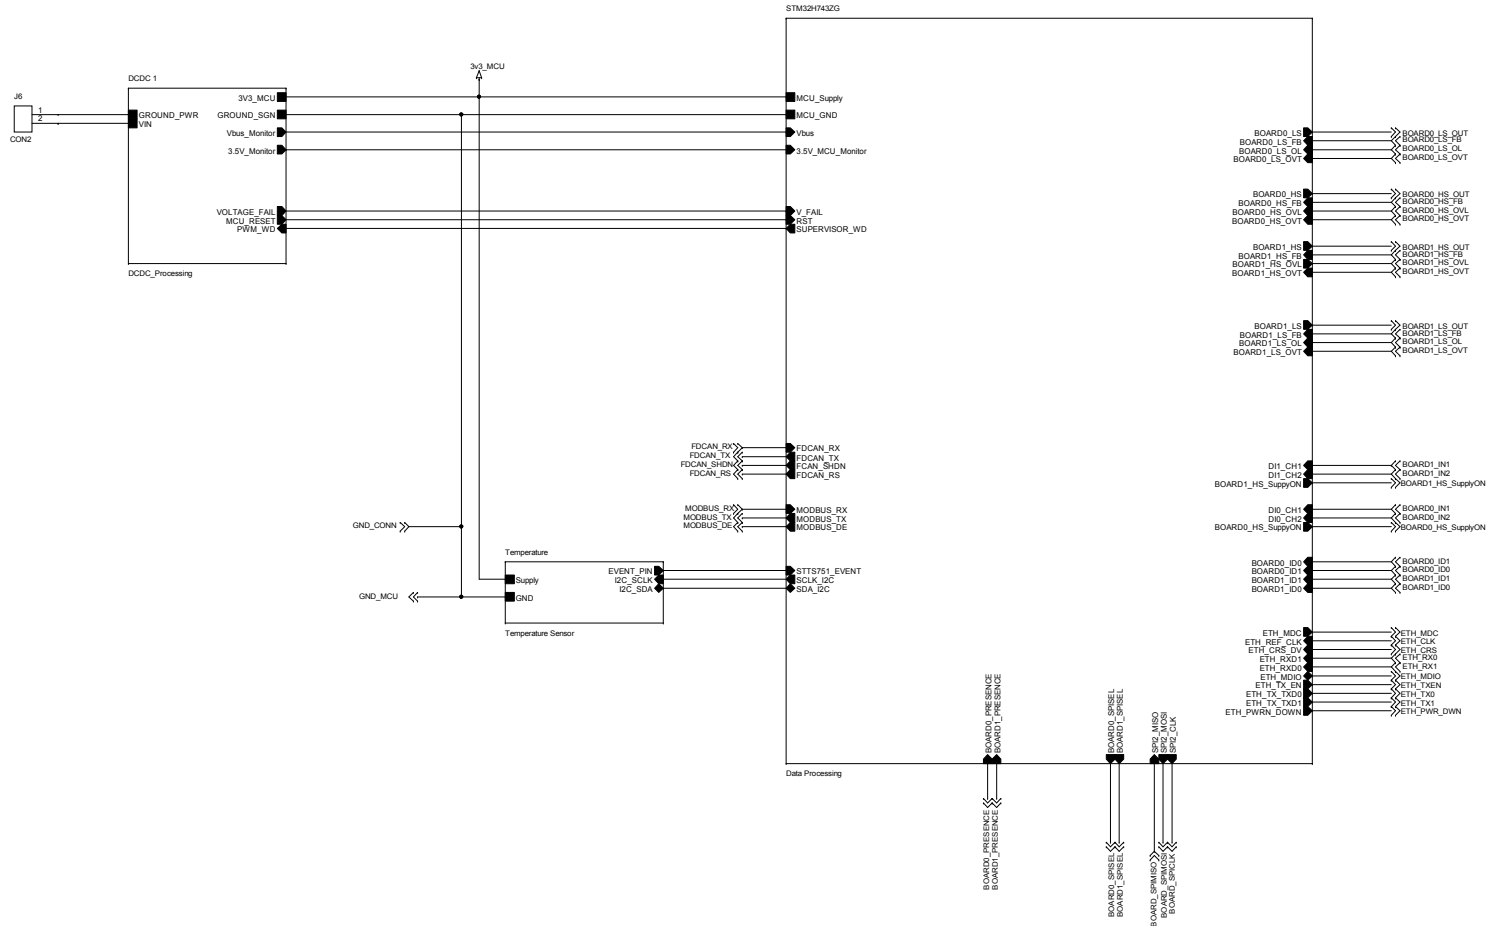 STM32H743ZG
3v3_MCU
DCDC 1
J6
1
2
CON2
GROUND_PWR
VIN
3V3_MCU
GROUND_SGN
Vbus_Monitor
3.5V_Monitor
VOLTAGE_FAIL
MCU_RESET
PWM_WD
DCDC_Processing
MCU_Supply
MCU_GND
Vbus
3.5V_MCU_Monitor
V_FAIL
RST
SUPERVISOR_WD
BOARD0_LS BOARD0_LS_OUT
BOARD0_LS_FB BOARD0_LS_FB
BOARD0_LS_OL BOARD0_LS_OL
BOARD0_LS_OVT BOARD0_LS_OVT
BOARD0_HS BOARD0_HS_OUT
BOARD0_HS_FB BOARD0_HS_FB
BOARD0_HS_OVL BOARD0_HS_OVL
BOARD0_HS_OVT BOARD0_HS_OVT
BOARD1_HS BOARD1_HS_OUT
BOARD1_HS_FB BOARD1_HS_FB
BOARD1_HS_OVL BOARD1_HS_OVL
BOARD1_HS_OVT BOARD1_HS_OVT
BOARD1_LS BOARD1_LS_OUT
BOARD1_LS_FB BOARD1_LS_FB
BOARD1_LS_OL BOARD1_LS_OL
BOARD1_LS_OVT BOARD1_LS_OVT
FDCAN_RX FDCAN_RX
FDCAN_TX FDCAN_TX
FDCAN_SHDN FCAN_SHDN
FDCAN_RS FDCAN_RS
DI1_CH1 BOARD1_IN1
DI1_CH2 BOARD1_IN2
BOARD1_HS_SuppyON BOARD1_HS_SuppyON
MODBUS_RX MODBUS_RX
MODBUS_TX MODBUS_TX
MODBUS_DE MODBUS_DE
DI0_CH1 BOARD0_IN1
DI0_CH2 BOARD0_IN2
BOARD0_HS_SuppyON BOARD0_HS_SuppyON
GND_CONN
GND_MCU
Temperature
Supply
GND
EVENT_PIN
I2C_SCLK
I2C_SDA
Temperature Sensor
STTS751_EVENT
SCLK_I2C
SDA_I2C
BOARD0_ID0 BOARD0_ID1
BOARD0_ID1 BOARD0_ID0
BOARD1_ID1 BOARD1_ID1
BOARD1_ID0 BOARD1_ID0
ETH_MDC ETH_MDC
ETH_REF_CLK ETH_CLK
ETH_CRS_DV ETH_CRS
ETH_RXD1 ETH_RX0
ETH_RXD0 ETH_RX1
ETH_MDIO ETH_MDIO
ETH_TX_EN ETH_TXEN
ETH_TX_TXD0 ETH_TX0
ETH_TX_TXD1 ETH_TX1
ETH_PWRN_DOWN ETH_PWR_DWN
BOARD0_PRESENCE
BOARD1_PRESENCE
BOARD0_SPISEL
BOARD1_SPISEL
SPI2_MISO
SPI2_MOSI
SPI2_CLK
Data Processing
BOARD0_PRESENCE
BOARD1_PRESENCE
BOARD0_SPISEL
BOARD1_SPISEL
BOARD_SPIMISO
BOARD_SPIMOSI
BOARD_SPICLK